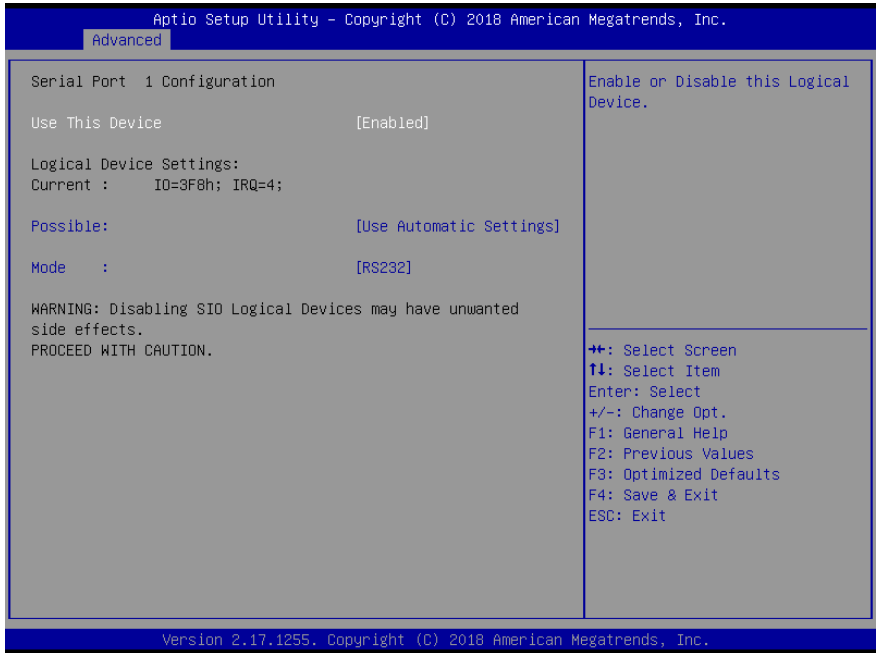 Aptio Setup Utility – Copyright (C) 2018 American Megatrends, Inc.
Advanced
Serial Port 1 Configuration
Use This Device [Enabled]
Logical Device Settings:
Current : IO=3F8h; IRQ=4;
Possible: [Use Automatic Settings]
Mode : [RS232]
WARNING: Disabling SIO Logical Devices may have unwanted
side effects.
PROCEED WITH CAUTION.
Enable or Disable this Logical
Device.
→←: Select Screen
↑↓: Select Item
Enter: Select
+/-: Change Opt.
F1: General Help
F2: Previous Values
F3: Optimized Defaults
F4: Save & Exit
ESC: Exit
Version 2.17.1255. Copyright (C) 2018 American Megatrends, Inc.